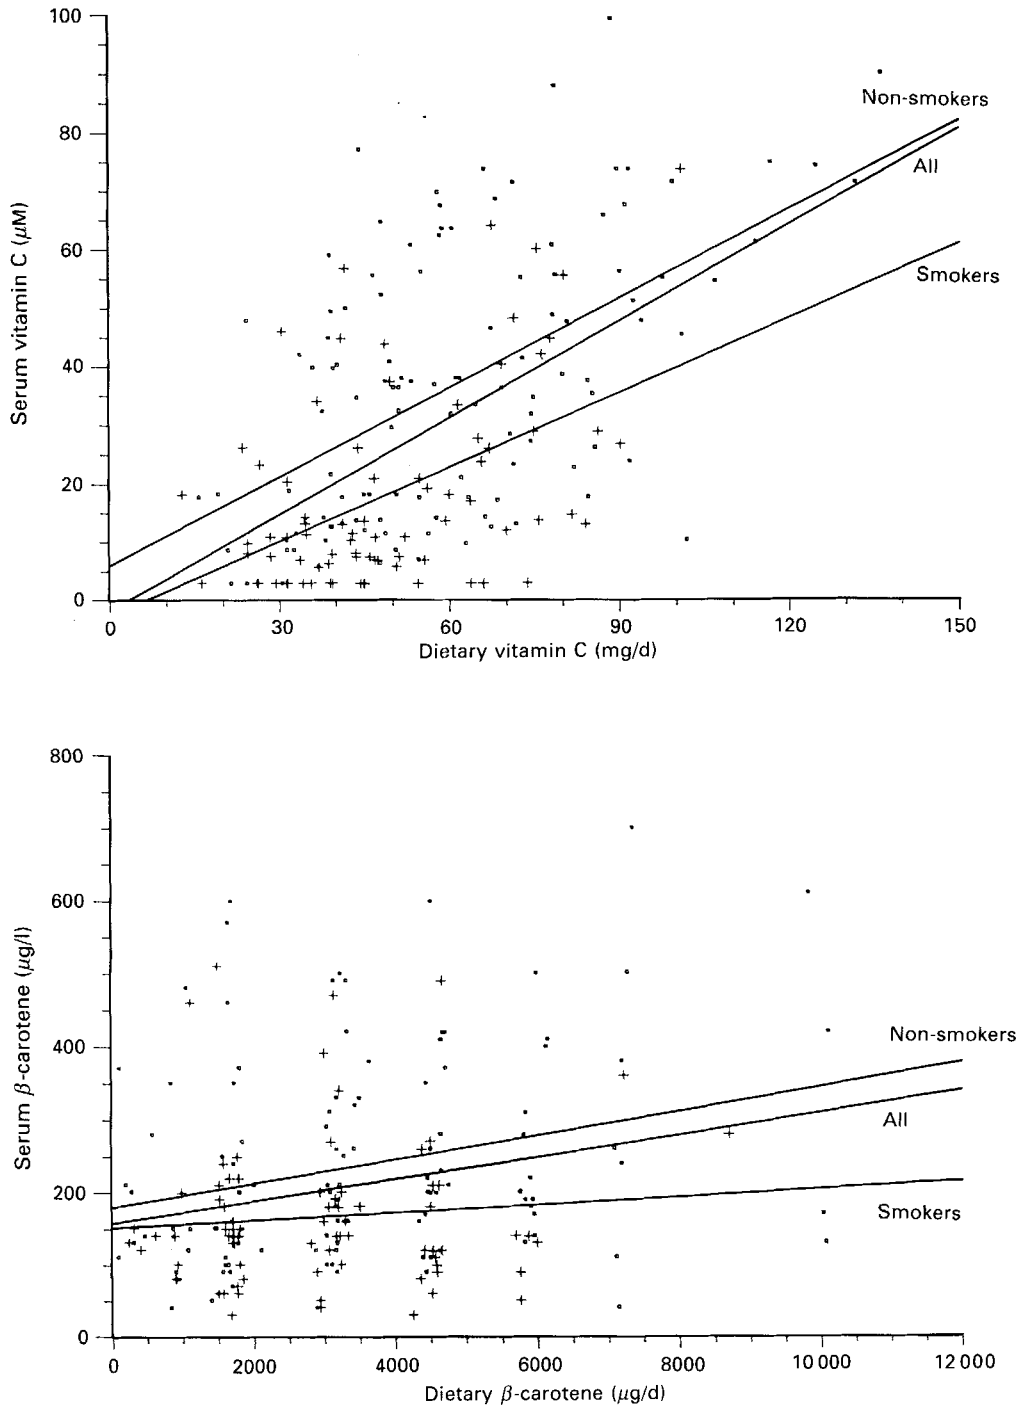 100
80
60
40
20
0
Serum vitamin C (μM)
Non-smokers
All
Smokers
0 30 60 90 120 150
Dietary vitamin C (mg/d)
800
600
400
200
0
Serum β-carotene (μg/l)
Non-smokers
All
Smokers
0 2000 4000 6000 8000 10 000 12 000
Dietary β-carotene (μg/d)